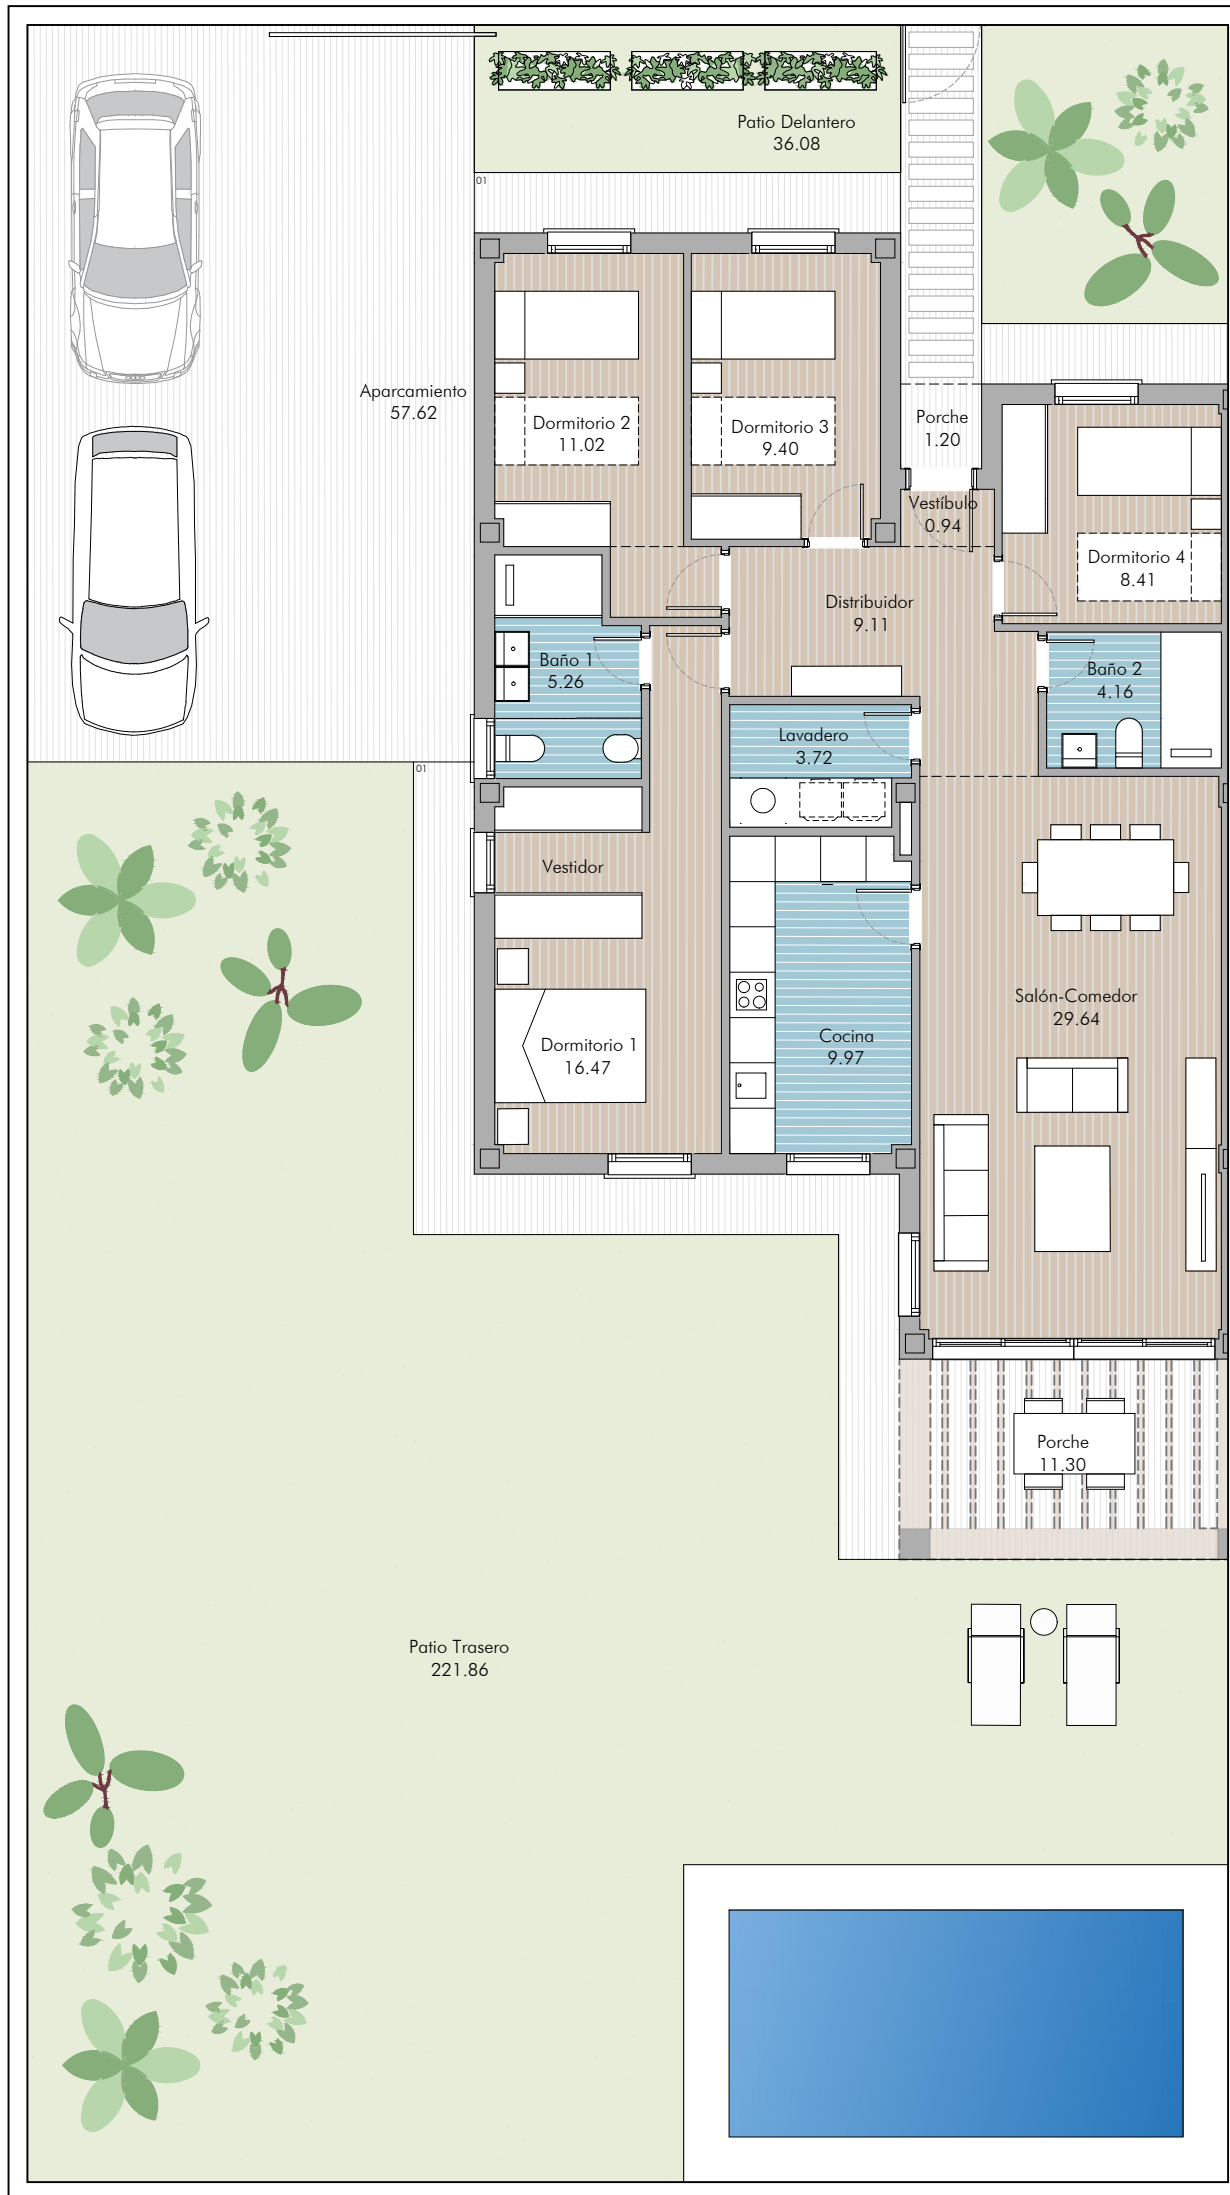 Patio Delantero
36.08
01
Aparcamiento
57.62
Dormitorio 2
11.02
Dormitorio 3
9.40
Porche
1.20
Vestíbulo
0.94
Dormitorio 4
8.41
Distribuidor
9.11
Baño 1
5.26
Baño 2
4.16
Lavadero
3.72
01
Vestidor
Salón-Comedor
29.64
Dormitorio 1
16.47
Cocina
9.97
Porche
11.30
Patio Trasero
221.86